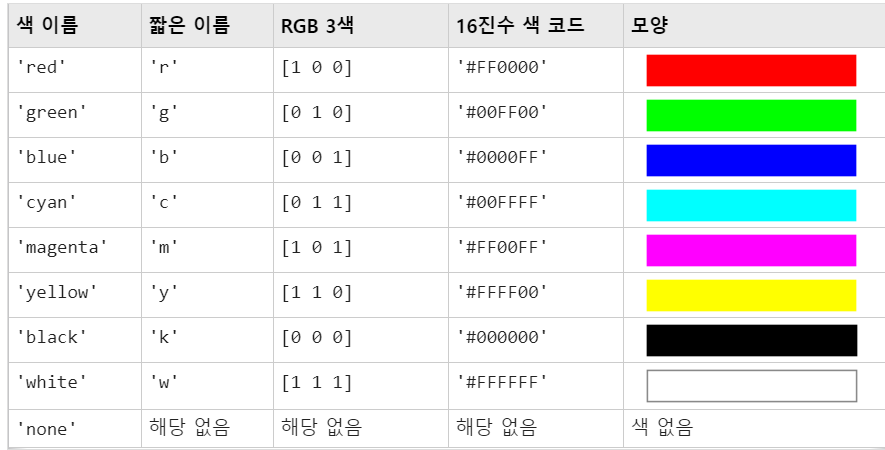 색 이름 짧은 이름 RGB 3색 16진수 색 코드 모양
'red' 'r' [1 0 0] '#FF0000'
'green' 'g' [0 1 0] '#00FF00'
'blue' 'b' [0 0 1] '#0000FF'
'cyan' 'c' [0 1 1] '#00FFFF'
'magenta' 'm' [1 0 1] '#FF00FF'
'yellow' 'y' [1 1 0] '#FFFF00'
'black' 'k' [0 0 0] '#000000'
'white' 'w' [1 1 1] '#FFFFFF'
'none' 해당 없음 해당 없음 해당 없음 색 없음